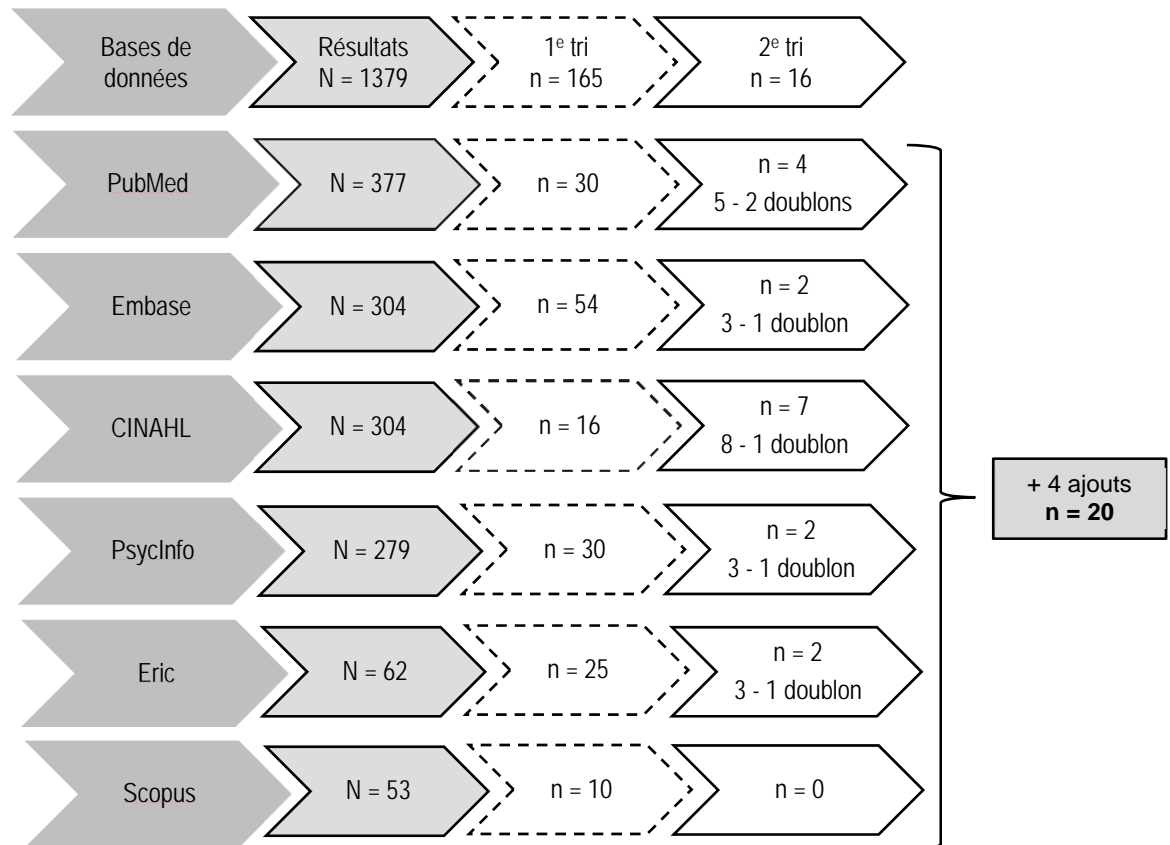 Bases de
données
Résultats
N = 1379
1e tri
n = 165
2e tri
n = 16
PubMed
N = 377
n = 30
n = 4
5 - 2 doublons
Embase
N = 304
n = 54
n = 2
3 - 1 doublon
CINAHL
N = 304
n = 16
n = 7
8 - 1 doublon
+ 4 ajouts
n = 20
PsycInfo
N = 279
n = 30
n = 2
3 - 1 doublon
Eric
N = 62
n = 25
n = 2
3 - 1 doublon
Scopus
N = 53
n = 10
n = 0